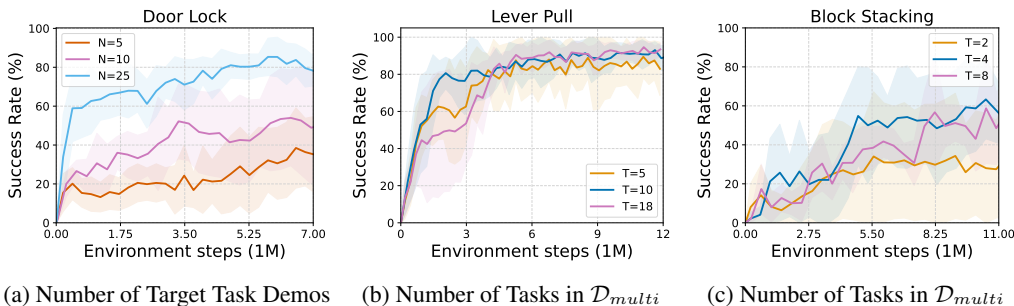 Door Lock
Success Rate (%)
100
80
60
40
20
0
N=5
N=10
N=25
0.00 1.75 3.50 5.25 7.00
Environment steps (1M)
(a) Number of Target Task Demos
Lever Pull
Success Rate (%)
100
80
60
40
20
0
T=5
T=10
T=18
0 3 6 9 12
Environment steps (1M)
(b) Number of Tasks in 𝒟multi
Block Stacking
Success Rate (%)
100
80
60
40
20
0
T=2
T=4
T=8
0.00 2.75 5.50 8.25 11.00
Environment steps (1M)
(c) Number of Tasks in 𝒟multi